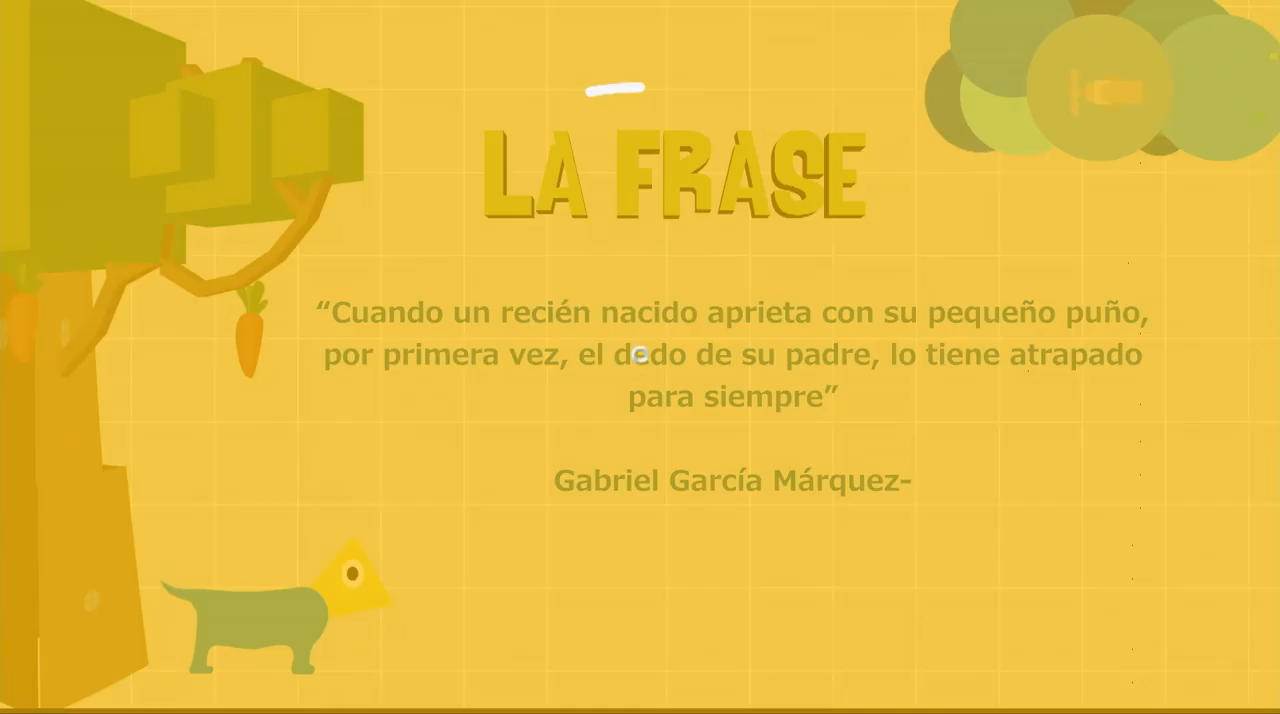 LA FRASE
“Cuando un recién nacido aprieta con su pequeño puño,
por primera vez, el dedo de su padre, lo tiene atrapado
para siempre”
Gabriel García Márquez-